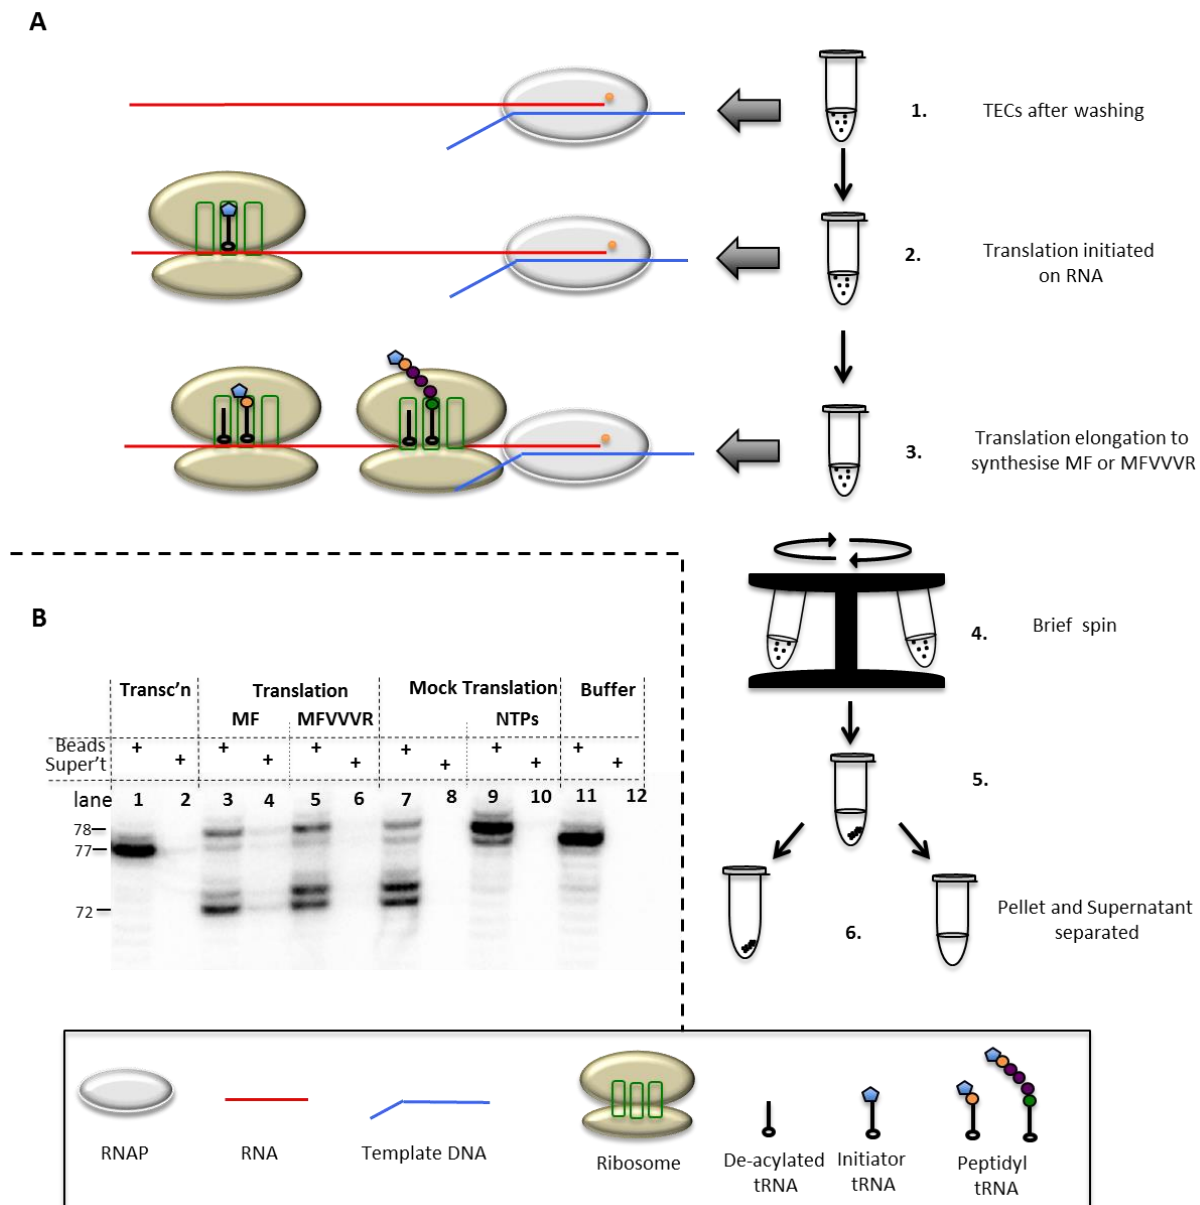 A
1.
TECs after washing
2.
Translation initiated
on RNA
3.
Translation elongation to
synthesise MF or MFVVVR
4.
Brief spin
5.
6.
Pellet and Supernatant
separated
B
Transc'n Translation Mock Translation Buffer
MF MFVVVR NTPs
Beads + + + + + +
Super't + + + + + +
lane 1 2 3 4 5 6 7 8 9 10 11 12
78
77
72
RNAP
RNA
Template DNA
Ribosome
De-acylated
tRNA
Initiator
tRNA
Peptidyl
tRNA